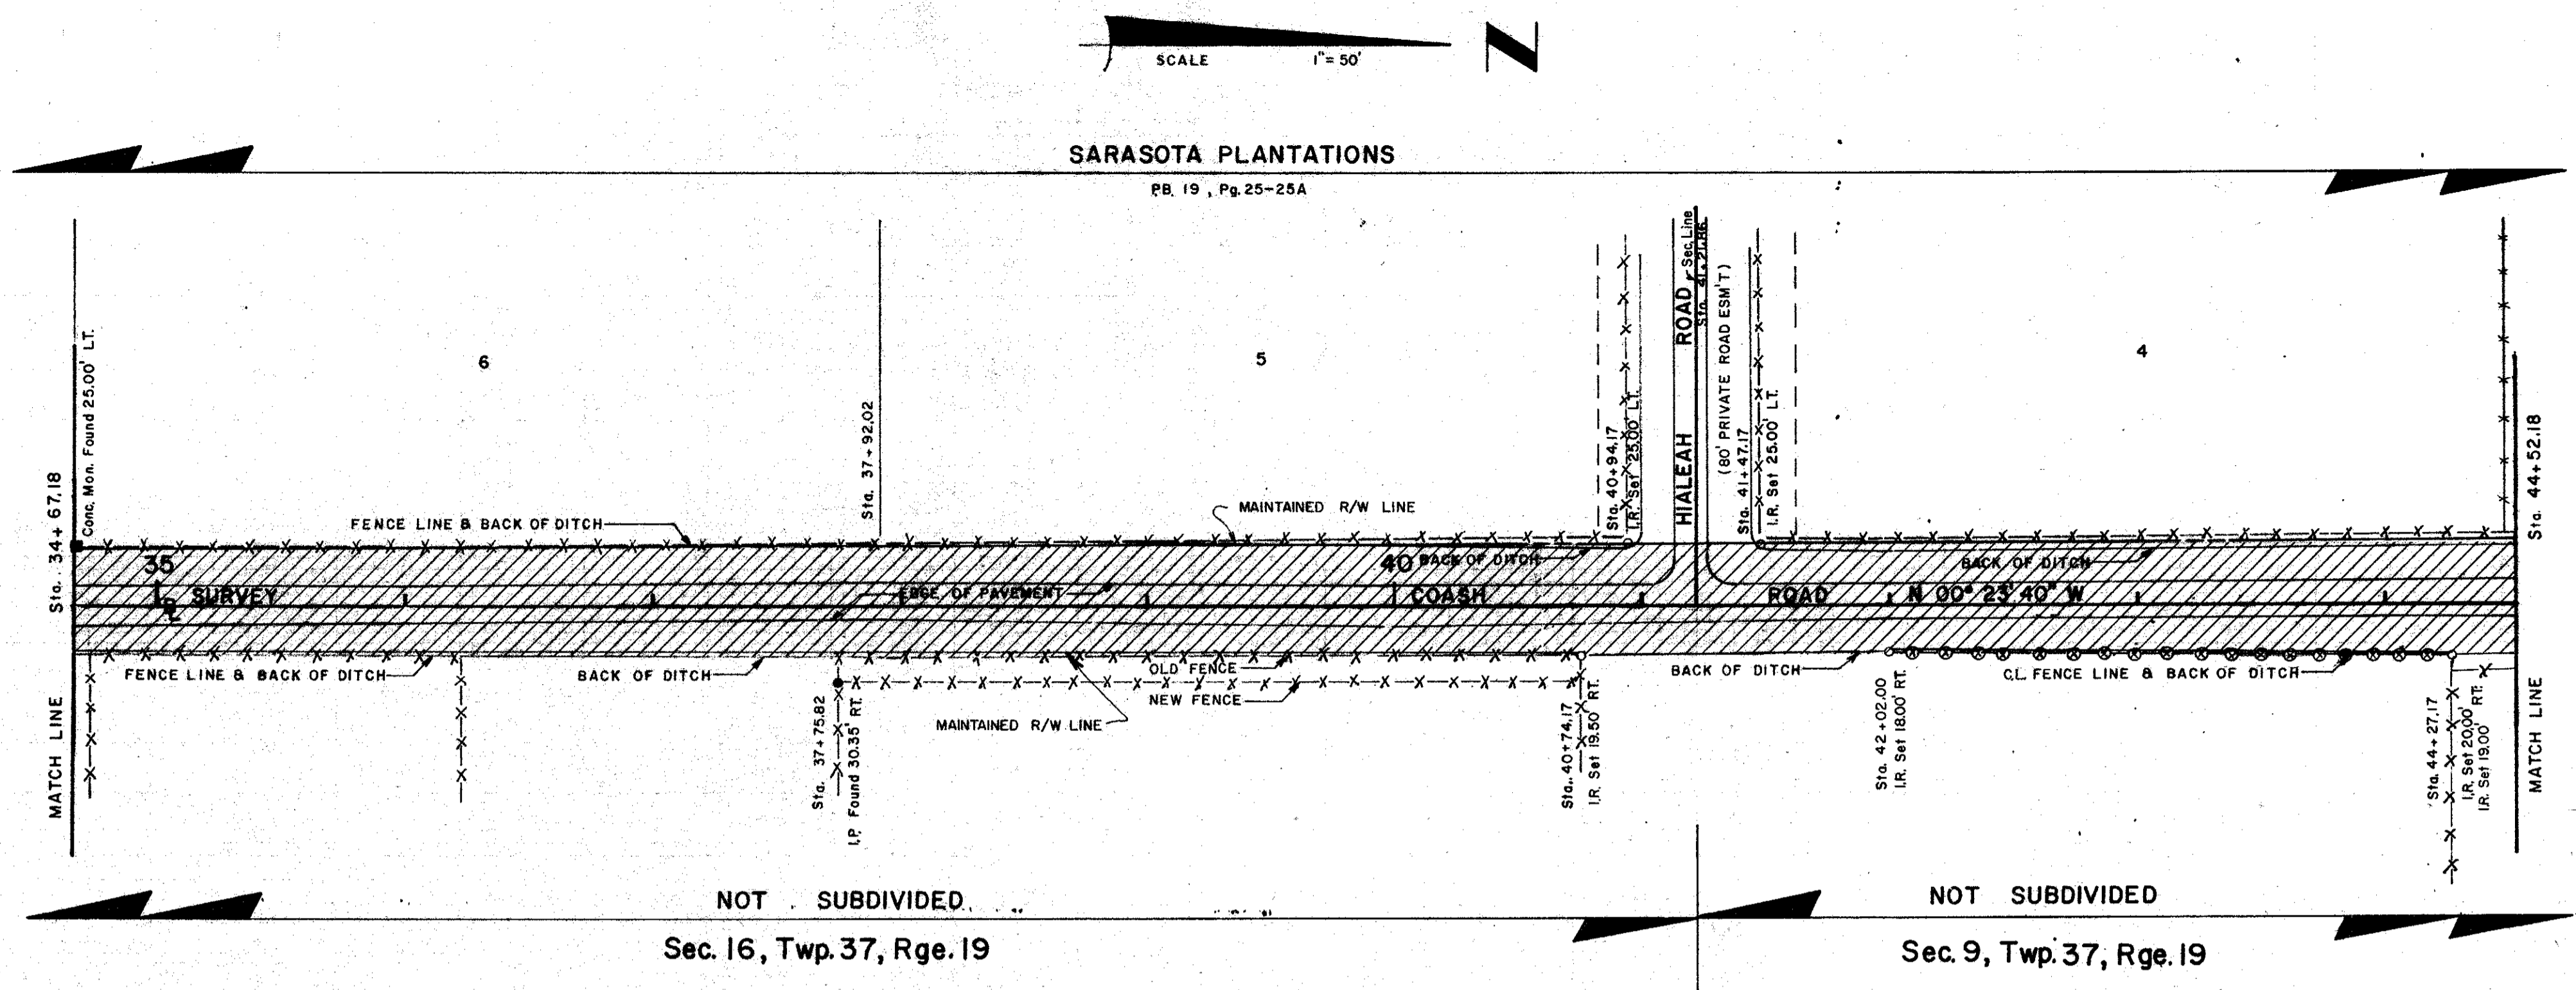 N
SCALE 1"= 50'
SARASOTA PLANTATIONS
P.B. 19 , Pg. 25-25A
Sta. 34+ 67.18
Conc. Mon. Found 25.00' LT.
6
Sta. 37 + 92.02
5
Sta. 40+94.17
I.R. Set 25.00' LT.
HIALEAH ROAD
Sec. Line
Sta. 41+21.86
(80' PRIVATE ROAD ESM'T)
Sta. 41+47.17
I.R. Set 25.00' LT.
4
Sta. 44+52.18
FENCE LINE & BACK OF DITCH
MAINTAINED R/W LINE
35
40
BACK OF DITCH
BACK OF DITCH
SURVEY
EDGE OF PAVEMENT
COASH ROAD
N 00° 23' 40" W
FENCE LINE & BACK OF DITCH
BACK OF DITCH
OLD FENCE
NEW FENCE
MAINTAINED R/W LINE
BACK OF DITCH
C.L. FENCE LINE & BACK OF DITCH
MATCH LINE
Sta. 37+75.82
I.P. Found 30.35' RT.
Sta. 40+74.17
I.R. Set 19.50' RT.
Sta. 42+02.00
I.R. Set 18.00' RT.
Sta. 44+27.17
I.R. Set 20.00' RT.
I.R. Set 19.00'
MATCH LINE
NOT SUBDIVIDED
NOT SUBDIVIDED
Sec. 16, Twp. 37, Rge. 19
Sec. 9, Twp. 37, Rge. 19